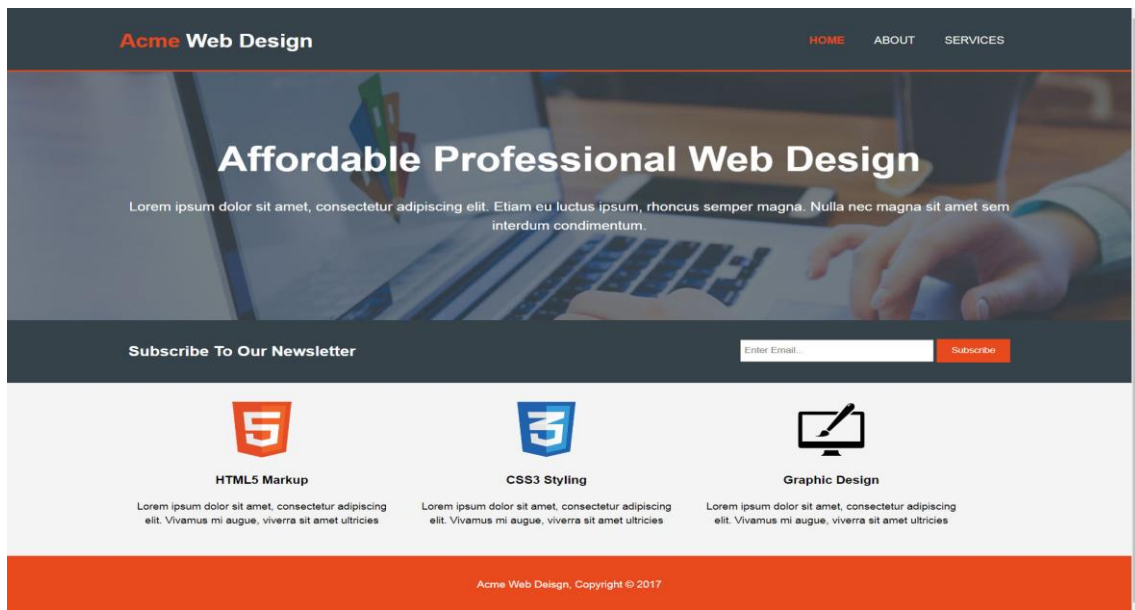 Acme Web Design
HOME ABOUT SERVICES
Affordable Professional Web Design
Lorem ipsum dolor sit amet, consectetur adipiscing elit. Etiam eu luctus ipsum, rhoncus semper magna. Nulla nec magna sit amet sem
interdum condimentum.
Subscribe To Our Newsletter
Enter Email...
Subscribe
5
3
HTML5 Markup
Lorem ipsum dolor sit amet, consectetur adipiscing
elit. Vivamus mi augue, viverra sit amet ultricies
CSS3 Styling
Lorem ipsum dolor sit amet, consectetur adipiscing
elit. Vivamus mi augue, viverra sit amet ultricies
Graphic Design
Lorem ipsum dolor sit amet, consectetur adipiscing
elit. Vivamus mi augue, viverra sit amet ultricies
Acme Web Deisgn, Copyright © 2017